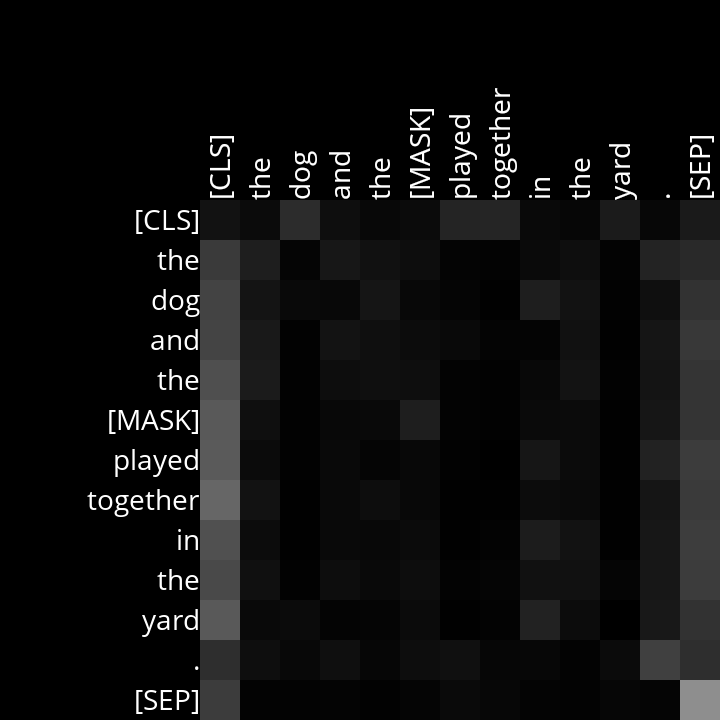 [CLS] the dog and the [MASK] played together in the yard . [SEP]
[CLS]
the
dog
and
the
[MASK]
played
together
in
the
yard
.
[SEP]